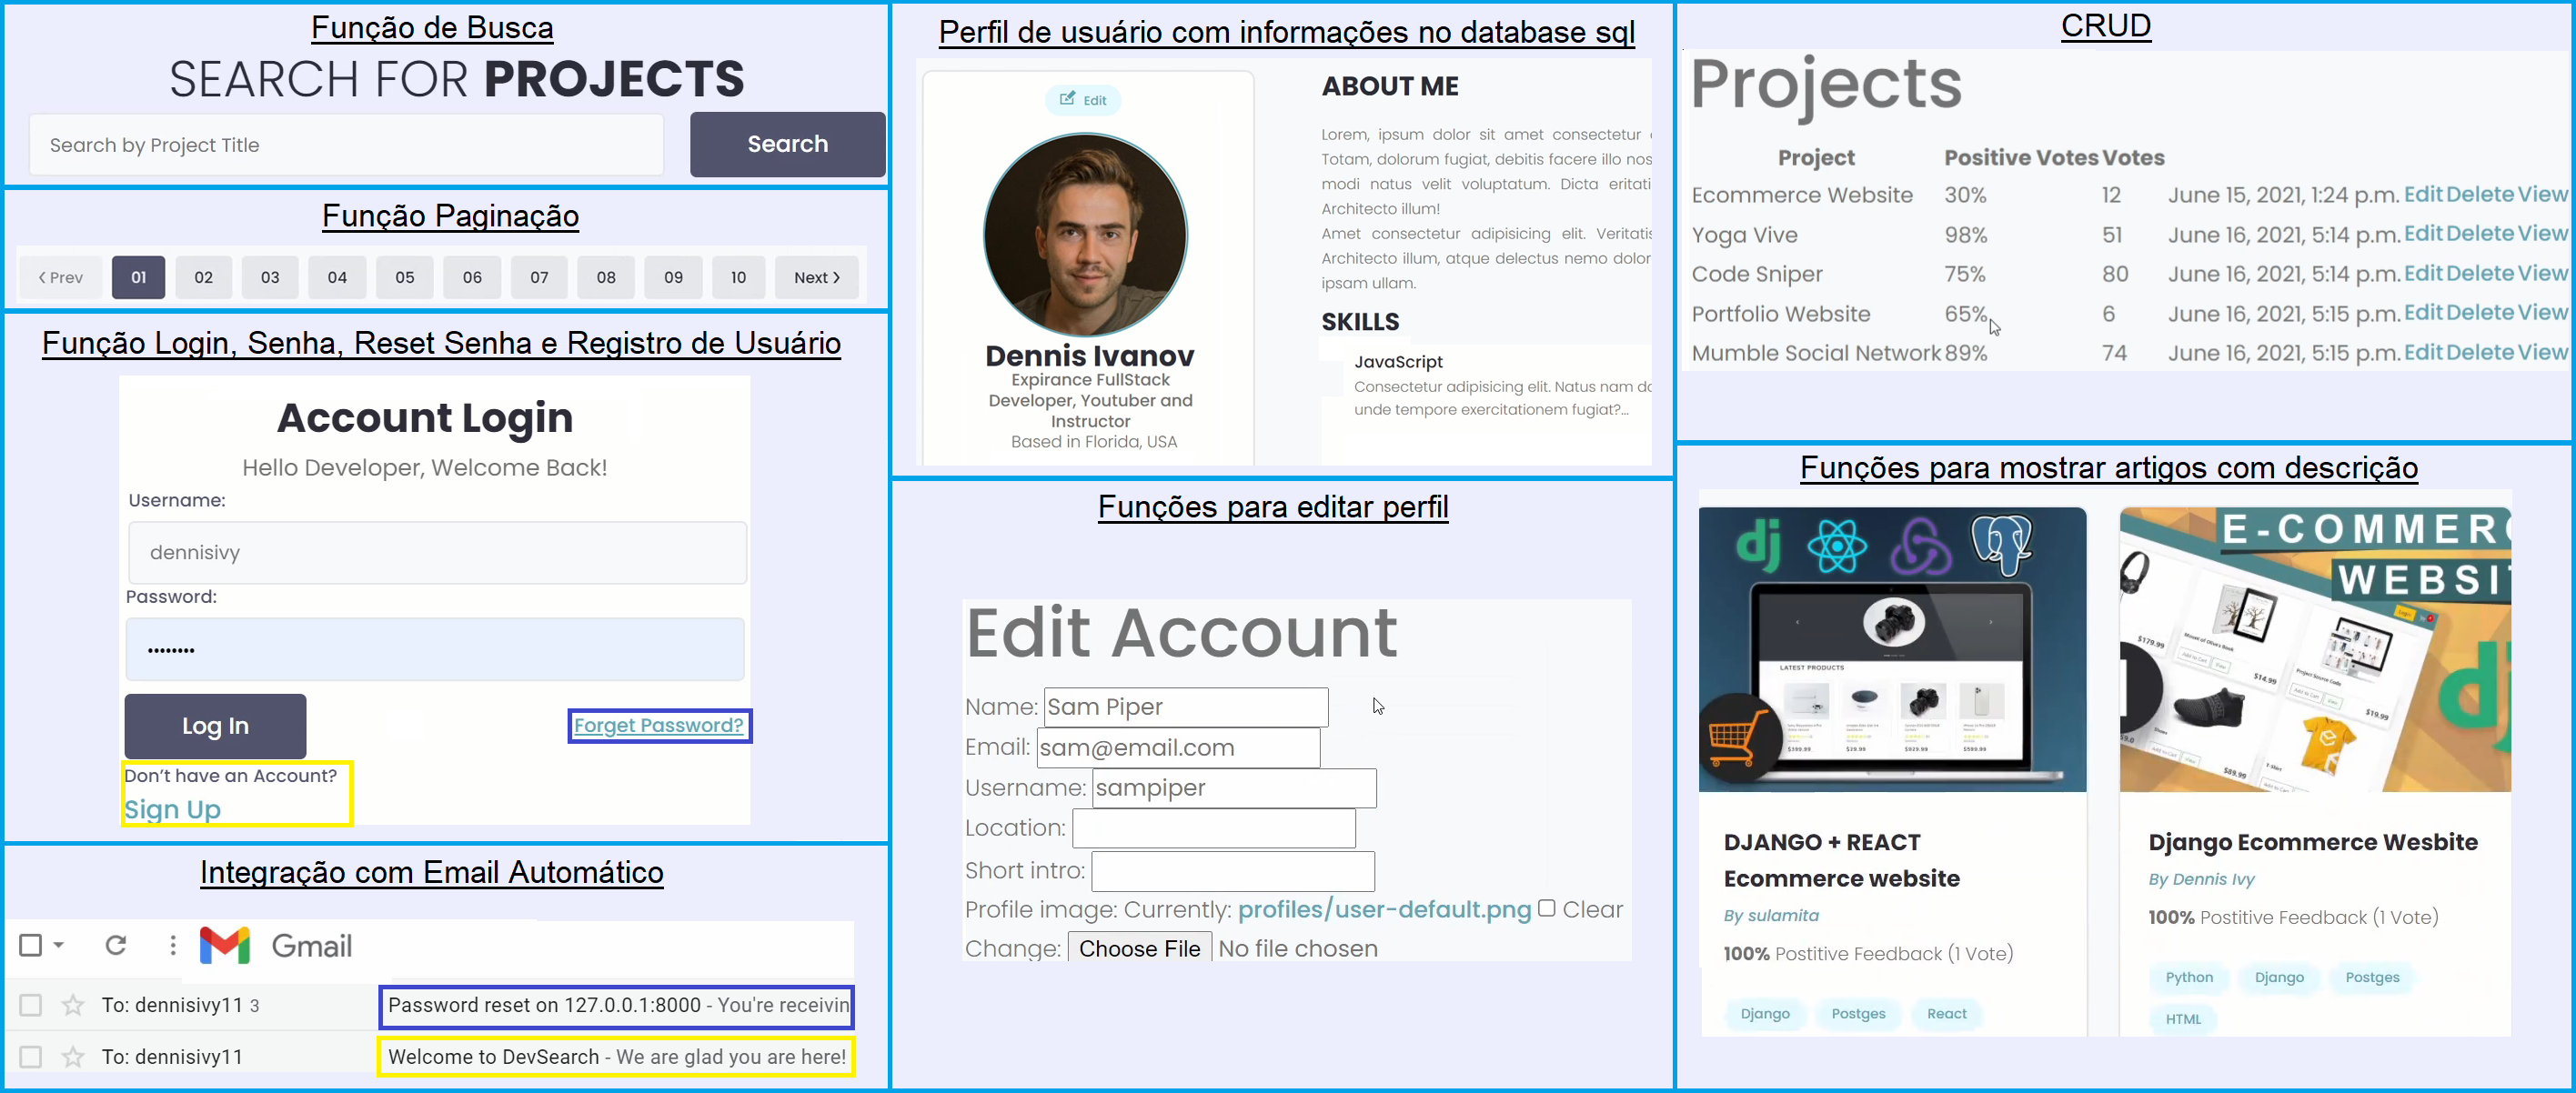 Função de Busca
SEARCH FOR PROJECTS
Search by Project Title
Search
Função Paginação
Prev 01 02 03 04 05 06 07 08 09 10 Next
Função Login, Senha, Reset Senha e Registro de Usuário
Account Login
Hello Developer, Welcome Back!
Username:
dennisivy
Password:
••••••••
Log In
Forget Password?
Don't have an Account?
Sign Up
Integração com Email Automático
Gmail
To: dennisivy11 3
Password reset on 127.0.0.1:8000 - You're receivin
To: dennisivy11
Welcome to DevSearch - We are glad you are here!
Perfil de usuário com informações no database sql
Edit
Dennis Ivanov
Expirance FullStack
Developer, Youtuber and
Instructor
Based in Florida, USA
ABOUT ME
Lorem, ipsum dolor sit amet consectetur
Totam, dolorum fugiat, debitis facere illo nos
modi natus velit voluptatum. Dicta eritati
Architecto illum!
Amet consectetur adipisicing elit. Veritatis
Architecto illum, atque delectus nemo dolor
ipsam ullam.
SKILLS
JavaScript
Consectetur adipisicing elit. Natus nam do
unde tempore exercitationem fugiat?...
Funções para editar perfil
Edit Account
Name: Sam Piper
Email: sam@email.com
Username: sampiper
Location:
Short intro:
Profile image: Currently: profiles/user-default.png Clear
Change: Choose File No file chosen
CRUD
Projects
Project Positive Votes Votes
Ecommerce Website 30% 12 June 15, 2021, 1:24 p.m. Edit Delete View
Yoga Vive 98% 51 June 16, 2021, 5:14 p.m. Edit Delete View
Code Sniper 75% 80 June 16, 2021, 5:14 p.m. Edit Delete View
Portfolio Website 65% 6 June 16, 2021, 5:15 p.m. Edit Delete View
Mumble Social Network 89% 74 June 16, 2021, 5:15 p.m. Edit Delete View
Funções para mostrar artigos com descrição
dj
LATEST PRODUCTS
DJANGO + REACT
Ecommerce website
By sulamita
100% Postitive Feedback (1 Vote)
Django
Postges
React
E-COMMERC
WEBSI
$179.99
$14.99
$19.99
$89.99
dj
Django Ecommerce Wesbite
By Dennis Ivy
100% Postitive Feedback (1 Vote)
Python
Django
Postges
HTML